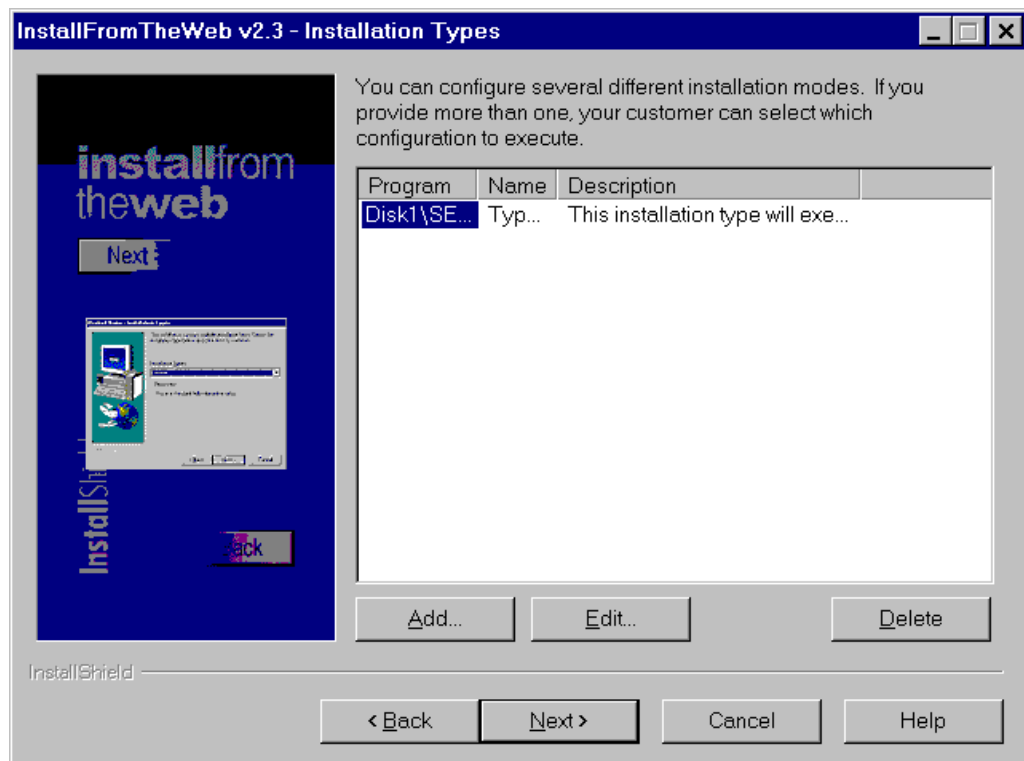 InstallFromTheWeb v2.3 - Installation Types
You can configure several different installation modes. If you
provide more than one, your customer can select which
configuration to execute.
installfrom
theweb
Next
Program Name Description
Disk1\SE... Typ... This installation type will exe...
InstallShi
ack
Add... Edit... Delete
InstallShield
< Back Next > Cancel Help